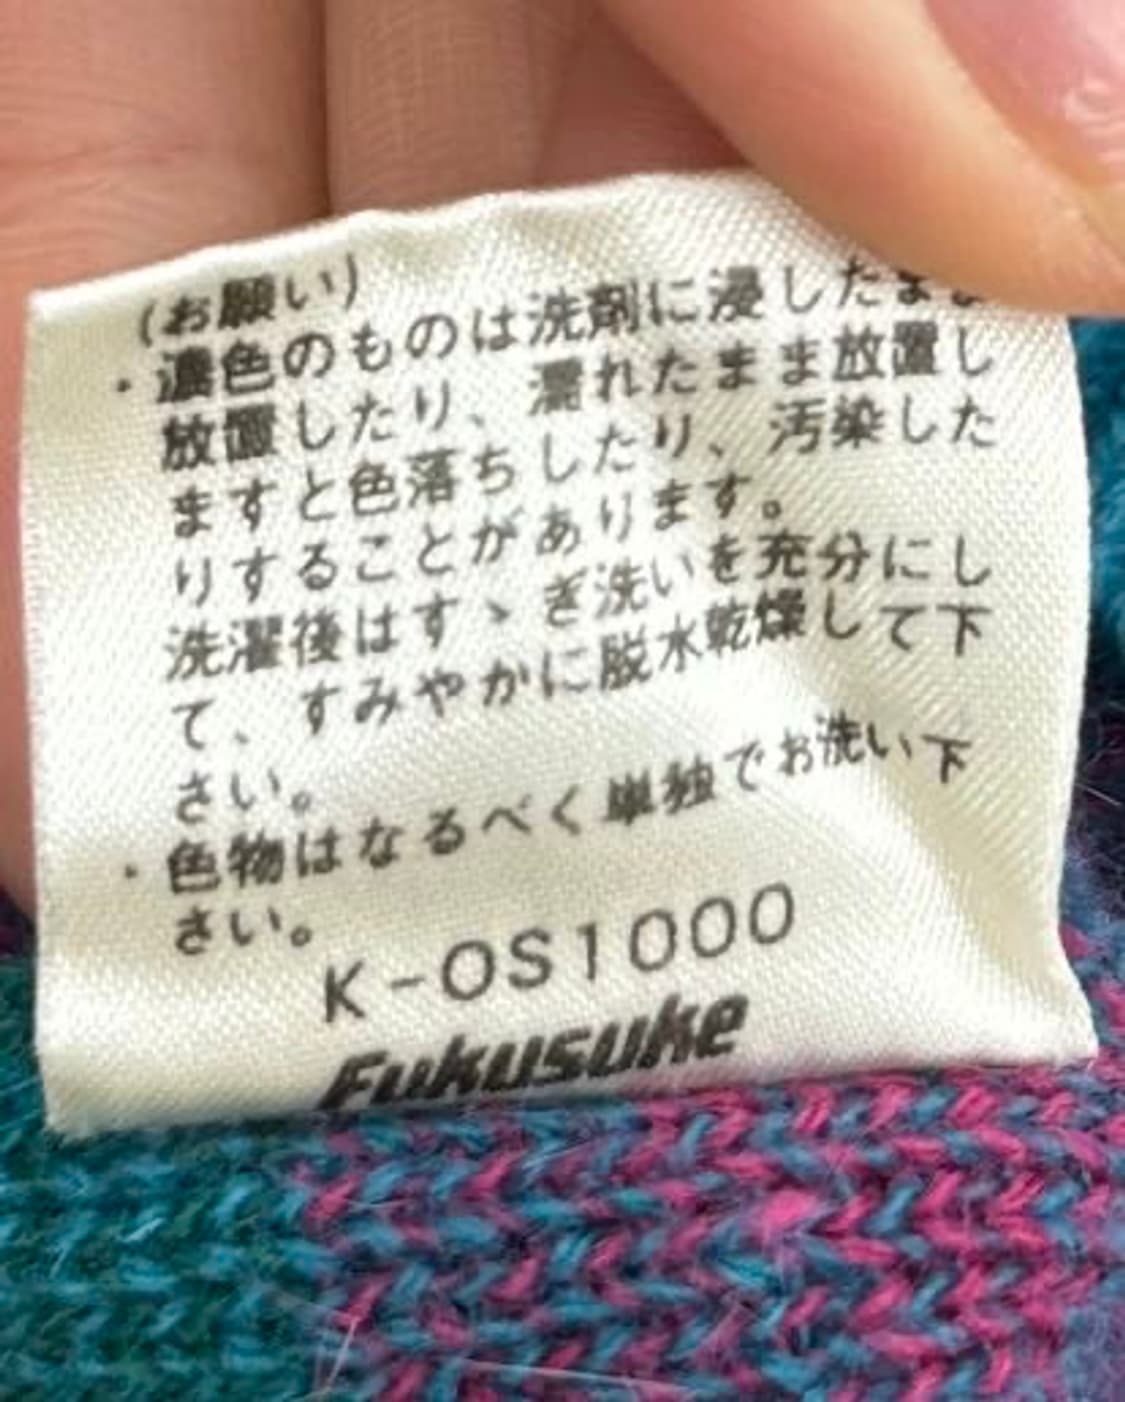 (お願い)
・濃色のものは洗剤に浸したまま
放置したり、濡れたまま放置し
ますと色落ちしたり、汚染した
りすることがあります。
洗濯後はすゝぎ洗いを充分にし
て、すみやかに脱水乾燥して下
さい。
・色物はなるべく単独でお洗い下
さい。
K-OS1000
Fukusuke